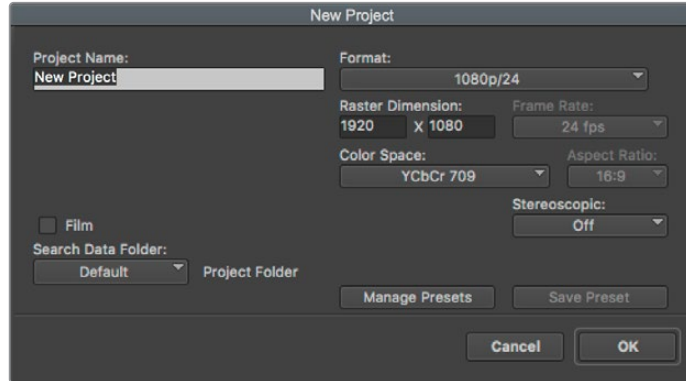 New Project
Project Name:
New Project
Format:
1080p/24
Raster Dimension:
Frame Rate:
1920 X 1080
24 fps
Color Space:
Aspect Ratio:
YCbCr 709
16:9
Stereoscopic:
Off
Film
Search Data Folder:
Default
Project Folder
Manage Presets
Save Preset
Cancel
OK